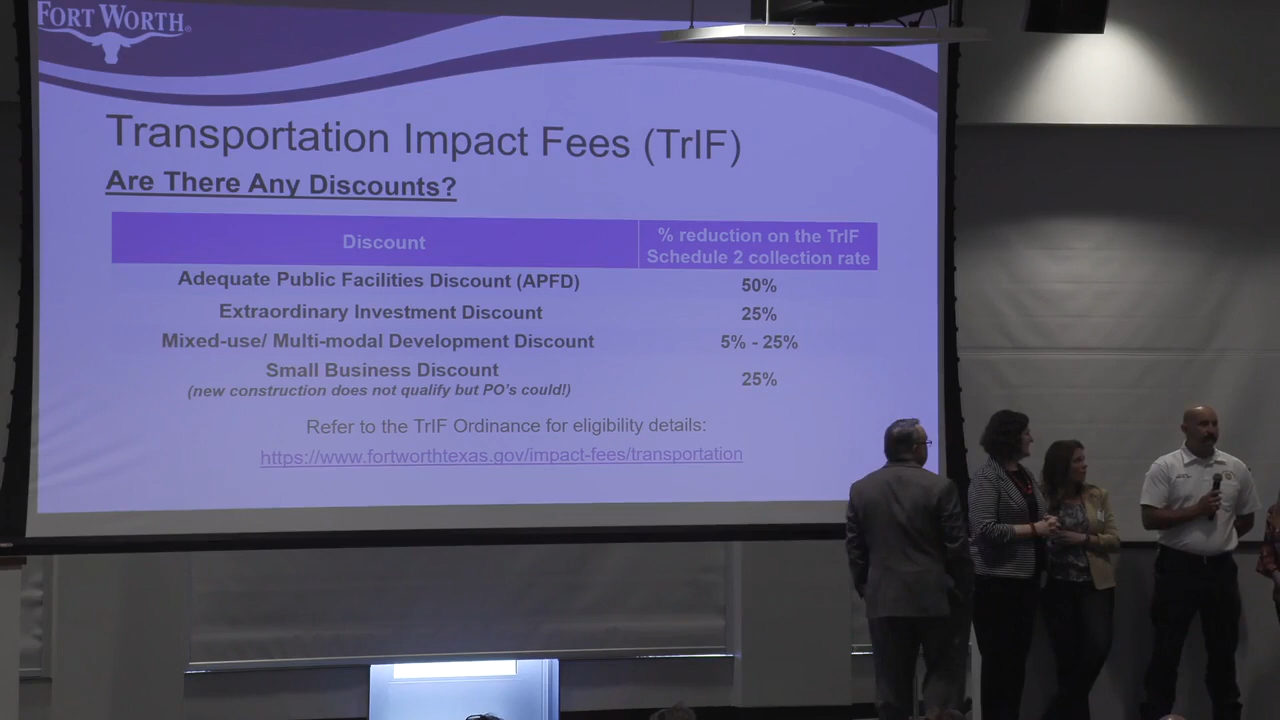 FORT WORTH®
Transportation Impact Fees (TrIF)
Are There Any Discounts?
Discount
% reduction on the TrIF
Schedule 2 collection rate
Adequate Public Facilities Discount (APFD)
50%
Extraordinary Investment Discount
25%
Mixed-use/ Multi-modal Development Discount
5% - 25%
Small Business Discount
(new construction does not qualify but PO's could!)
25%
Refer to the TrIF Ordinance for eligibility details:
https://www.fortworthtexas.gov/impact-fees/transportation